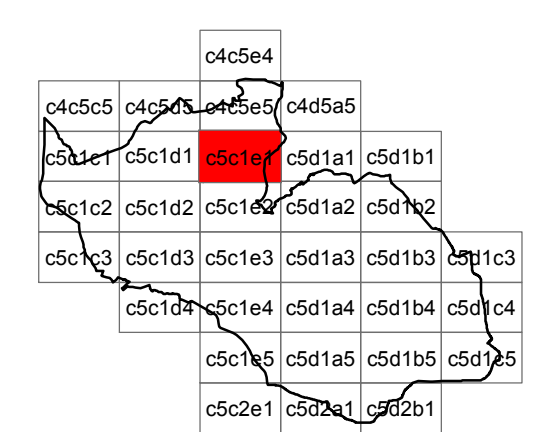 c4c5e4
c4c5c5 c4c5d5 c4c5e5 c4d5a5
c5c1c1 c5c1d1 c5c1e1 c5d1a1 c5d1b1
c5c1c2 c5c1d2 c5c1e2 c5d1a2 c5d1b2
c5c1c3 c5c1d3 c5c1e3 c5d1a3 c5d1b3 c5d1c3
c5c1d4 c5c1e4 c5d1a4 c5d1b4 c5d1c4
c5c1e5 c5d1a5 c5d1b5 c5d1c5
c5c2e1 c5d2a1 c5d2b1